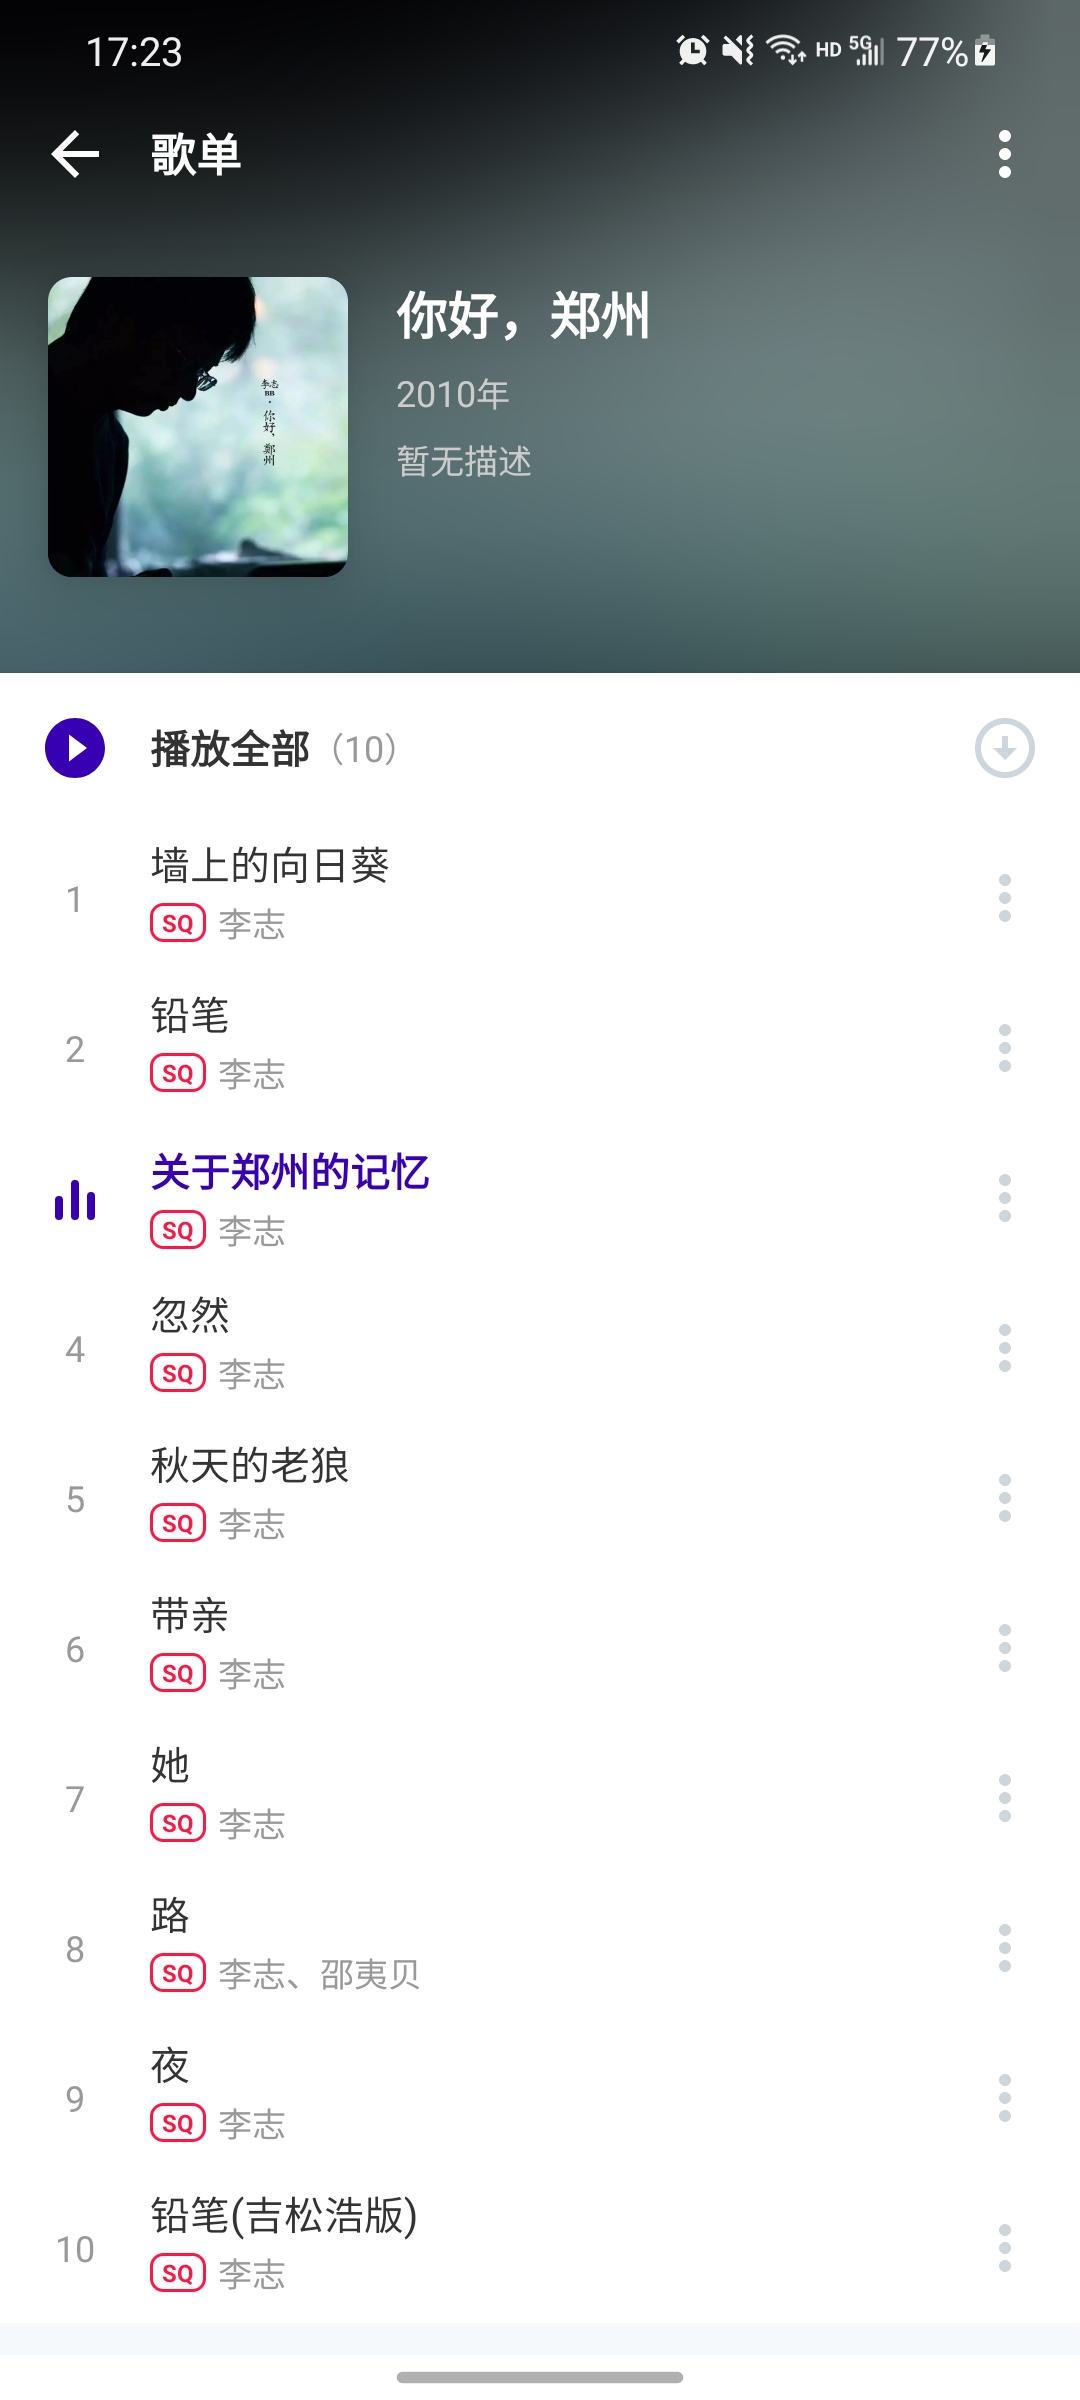 17:23
HD 5G 77%
歌单
你好，郑州
2010年
暂无描述
李志
BB
·
你好，鄭州
播放全部（10）
1
墙上的向日葵
SQ 李志
2
铅笔
SQ 李志
关于郑州的记忆
SQ 李志
4
忽然
SQ 李志
5
秋天的老狼
SQ 李志
6
带亲
SQ 李志
7
她
SQ 李志
8
路
SQ 李志、邵夷贝
9
夜
SQ 李志
10
铅笔(吉松浩版)
SQ 李志